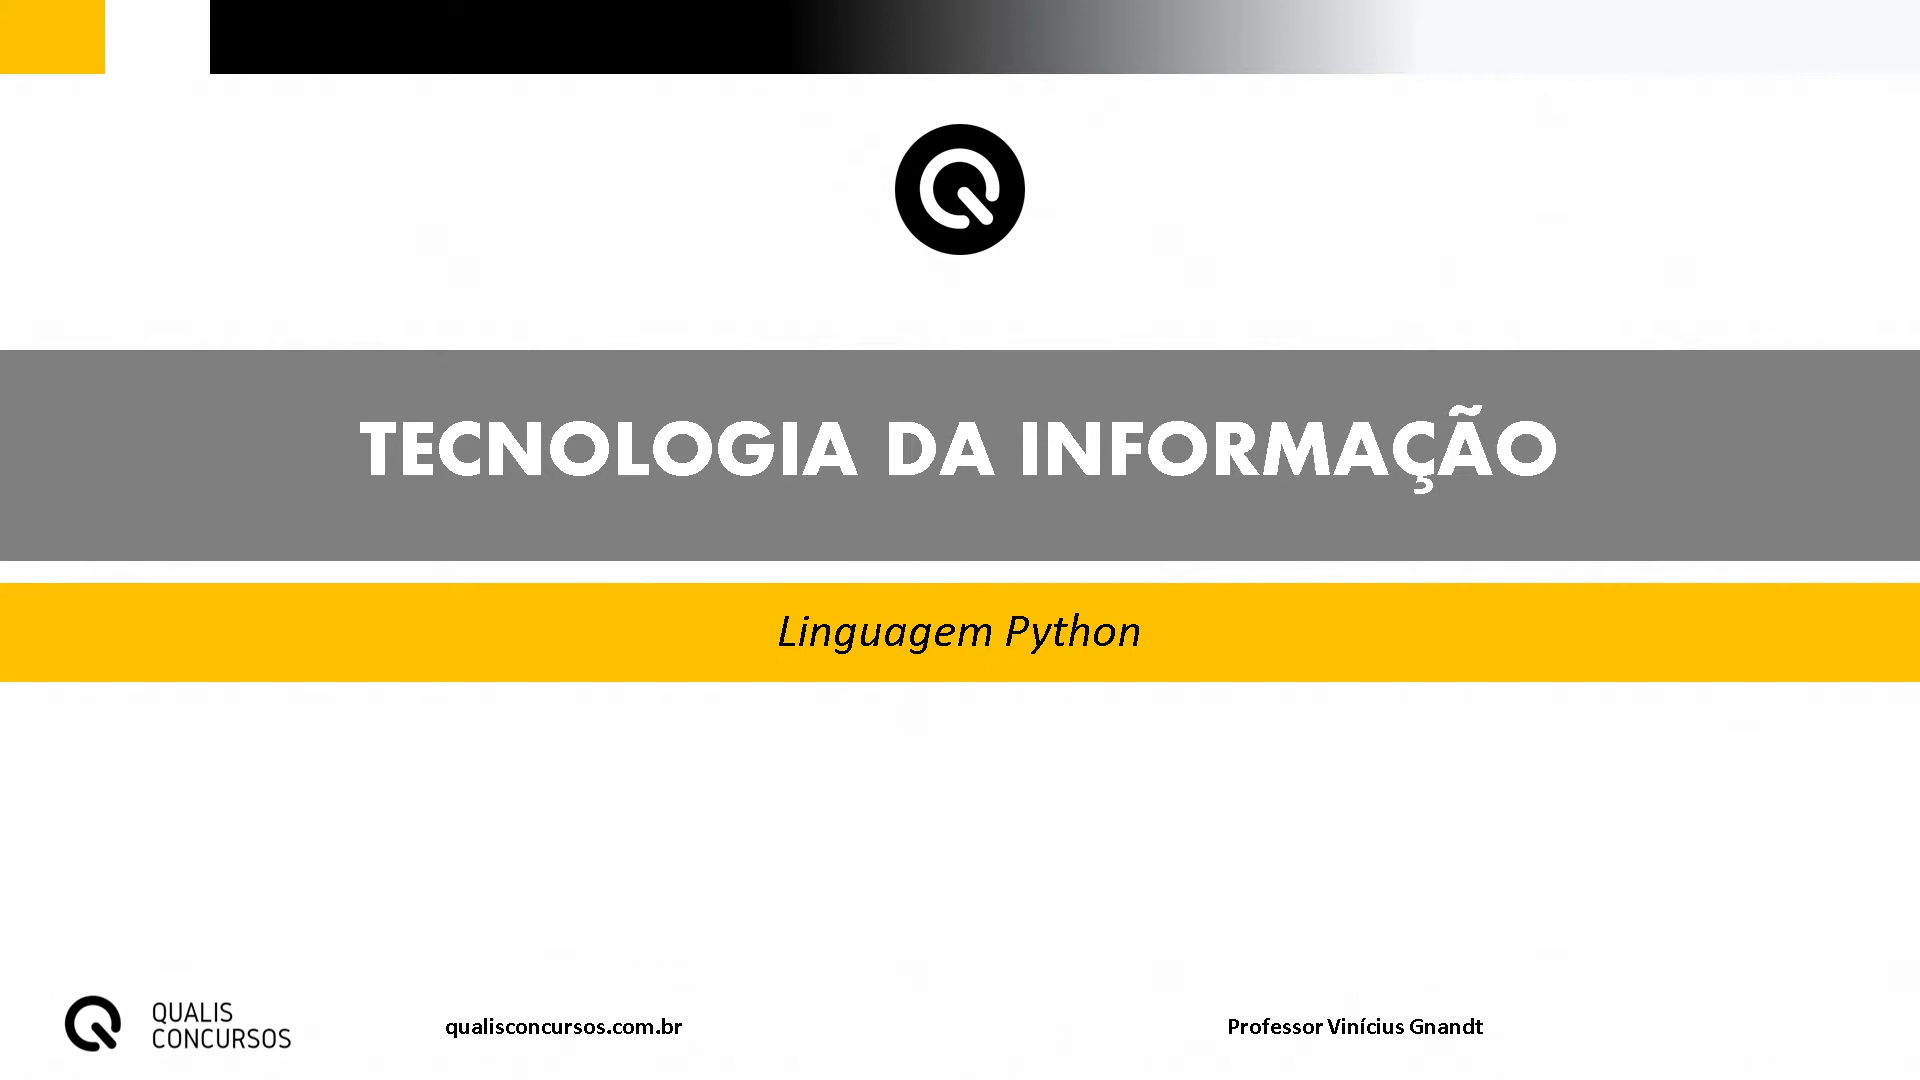 TECNOLOGIA DA INFORMAÇÃO
Linguagem Python
QUALIS
CONCURSOS
qualisconcursos.com.br
Professor Vinícius Gnandt